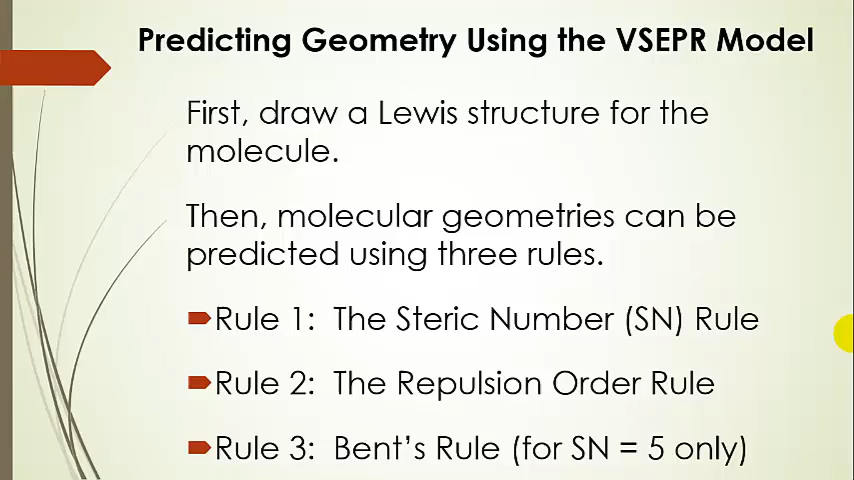 Predicting Geometry Using the VSEPR Model
First, draw a Lewis structure for the
molecule.
Then, molecular geometries can be
predicted using three rules.
Rule 1: The Steric Number (SN) Rule
Rule 2: The Repulsion Order Rule
Rule 3: Bent’s Rule (for SN = 5 only)